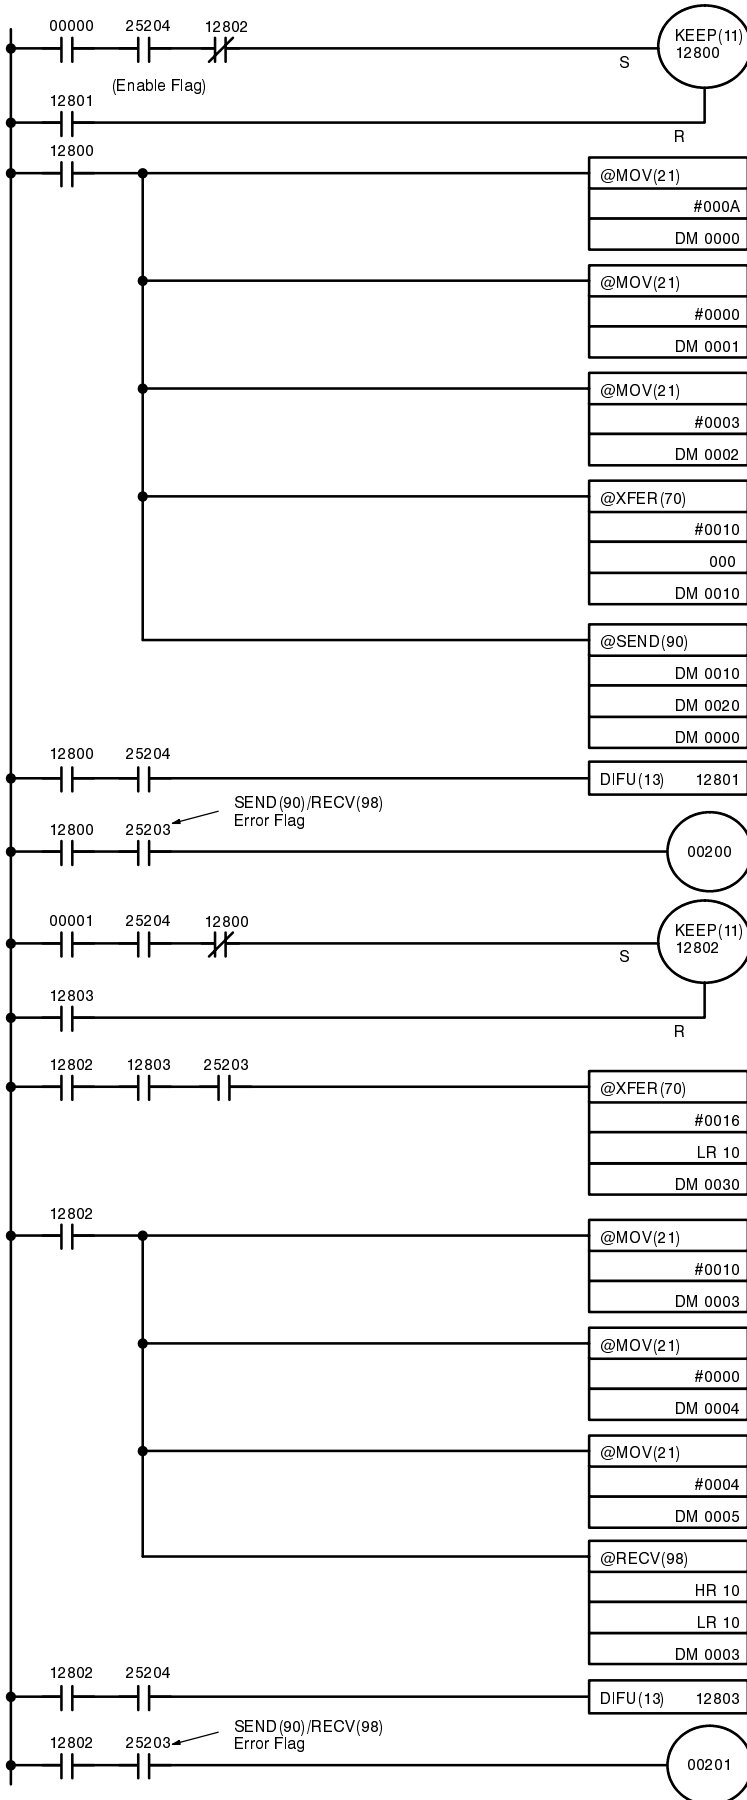 00000 25204 12802
KEEP(11)
12800
S
(Enable Flag)
12801
R
12800
@MOV(21)
#000A
DM 0000
@MOV(21)
#0000
DM 0001
@MOV(21)
#0003
DM 0002
@XFER(70)
#0010
000
DM 0010
@SEND(90)
DM 0010
DM 0020
DM 0000
12800 25204
DIFU(13) 12801
SEND(90)/RECV(98)
Error Flag
12800 25203
00200
00001 25204 12800
KEEP(11)
12802
S
12803
R
12802 12803 25203
@XFER(70)
#0016
LR 10
DM 0030
12802
@MOV(21)
#0010
DM 0003
@MOV(21)
#0000
DM 0004
@MOV(21)
#0004
DM 0005
@RECV(98)
HR 10
LR 10
DM 0003
12802 25204
DIFU(13) 12803
SEND(90)/RECV(98)
Error Flag
12802 25203
00201